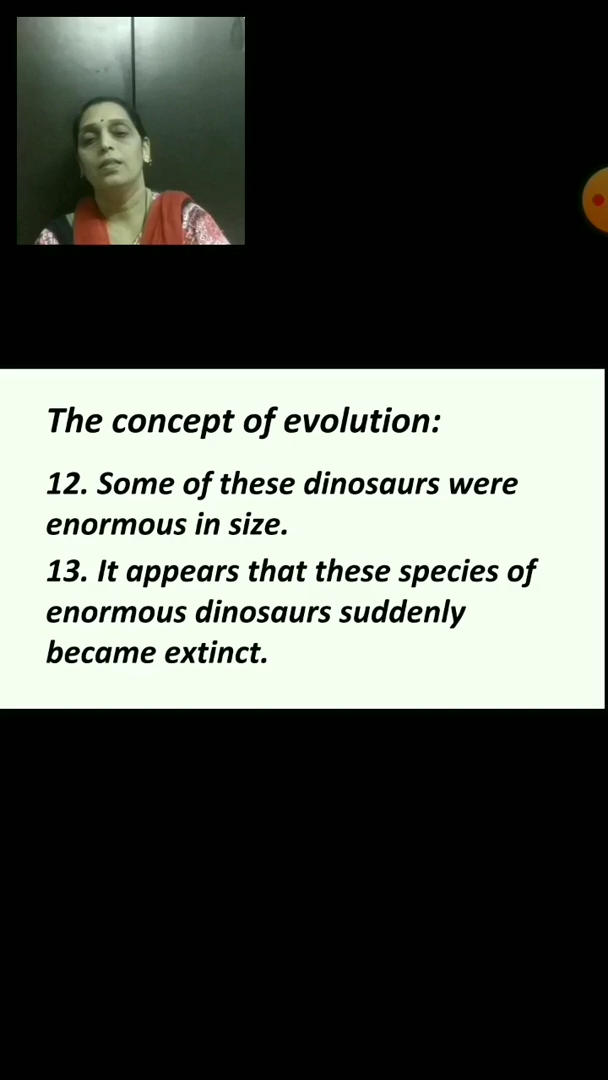 The concept of evolution:
12. Some of these dinosaurs were
enormous in size.
13. It appears that these species of
enormous dinosaurs suddenly
became extinct.